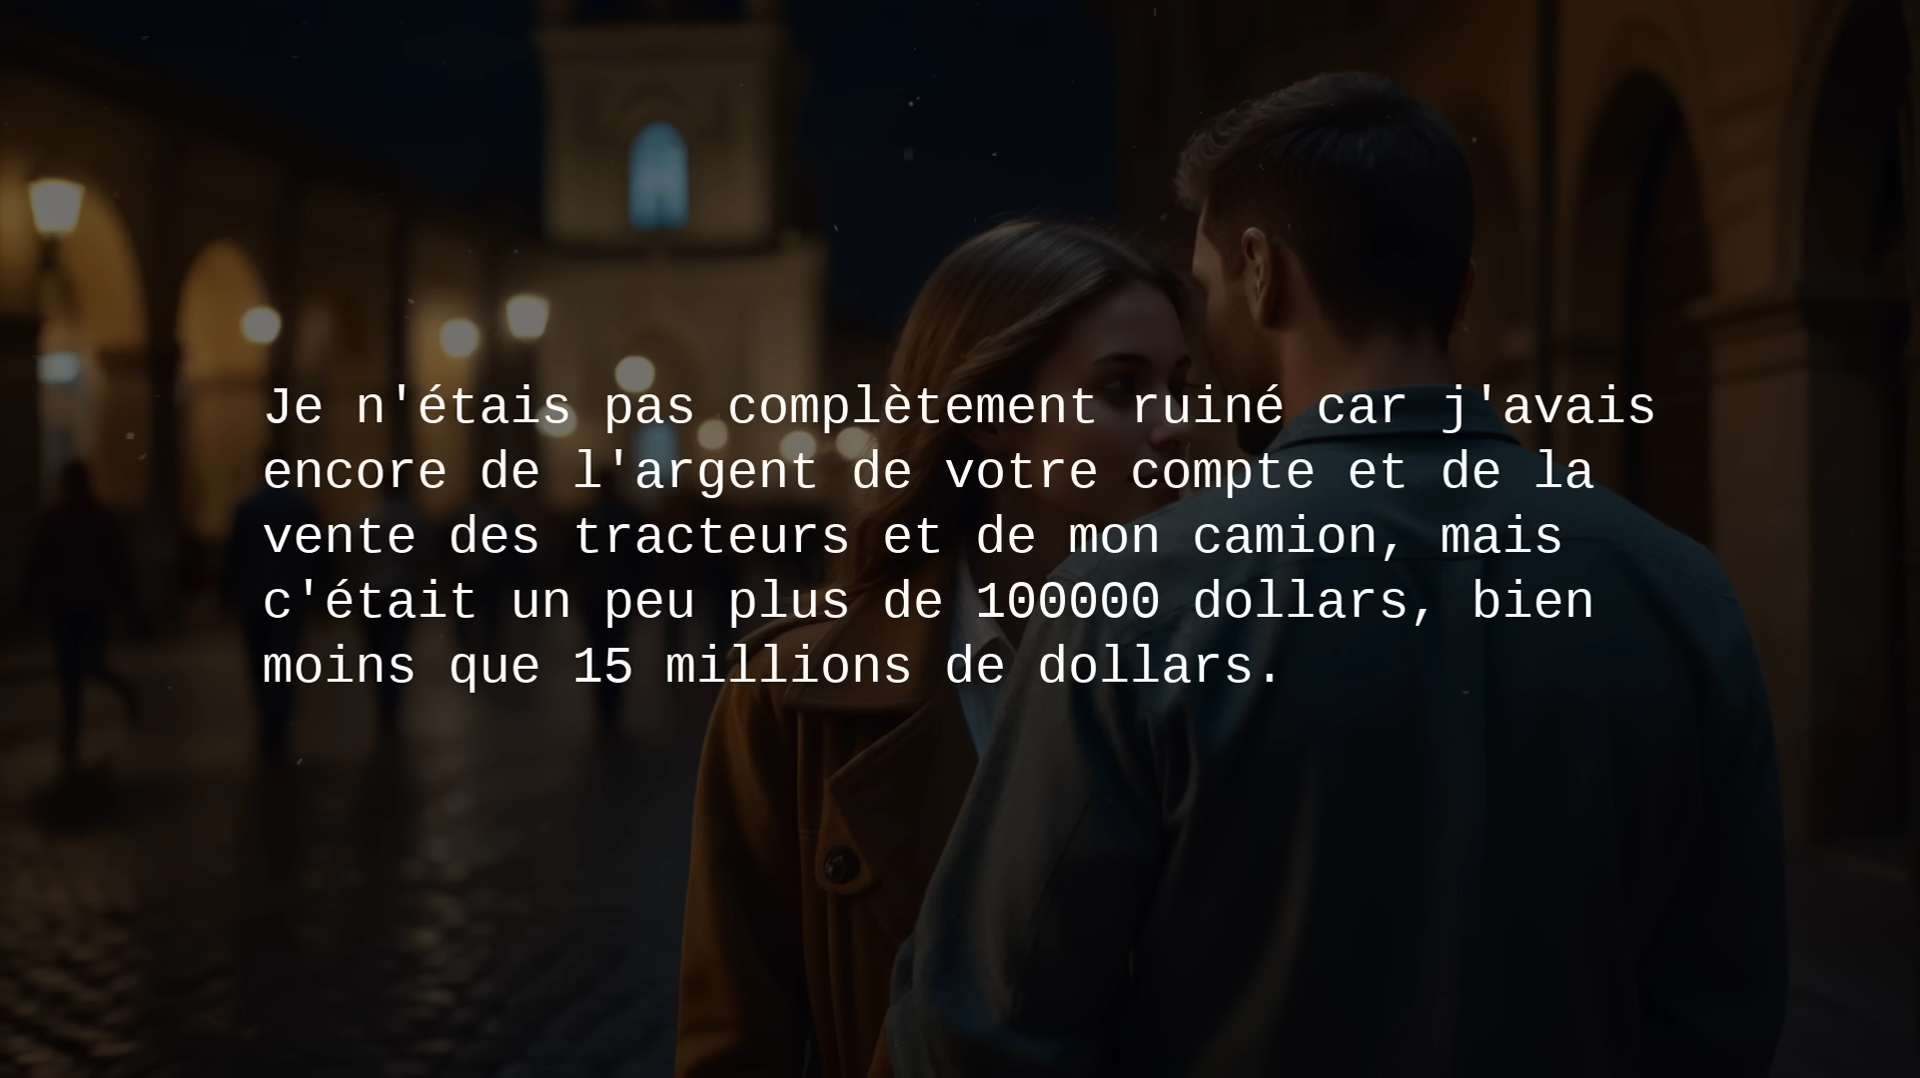 Je n'étais pas complètement ruiné car j'avais
encore de l'argent de votre compte et de la
vente des tracteurs et de mon camion, mais
c'était un peu plus de 100000 dollars, bien
moins que 15 millions de dollars.